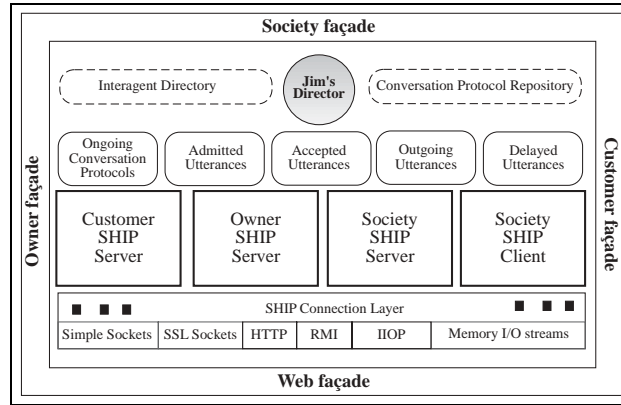 Society façade
Interagent Directory
Jim's
Director
Conversation Protocol Repository
Ongoing
Conversation
Protocols
Admitted
Utterances
Accepted
Utterances
Outgoing
Utterances
Delayed
Utterances
Owner façade
Customer façade
Customer
SHIP
Server
Owner
SHIP
Server
Society
SHIP
Server
Society
SHIP
Client
SHIP Connection Layer
Simple Sockets
SSL Sockets
HTTP
RMI
IIOP
Memory I/O streams
Web façade